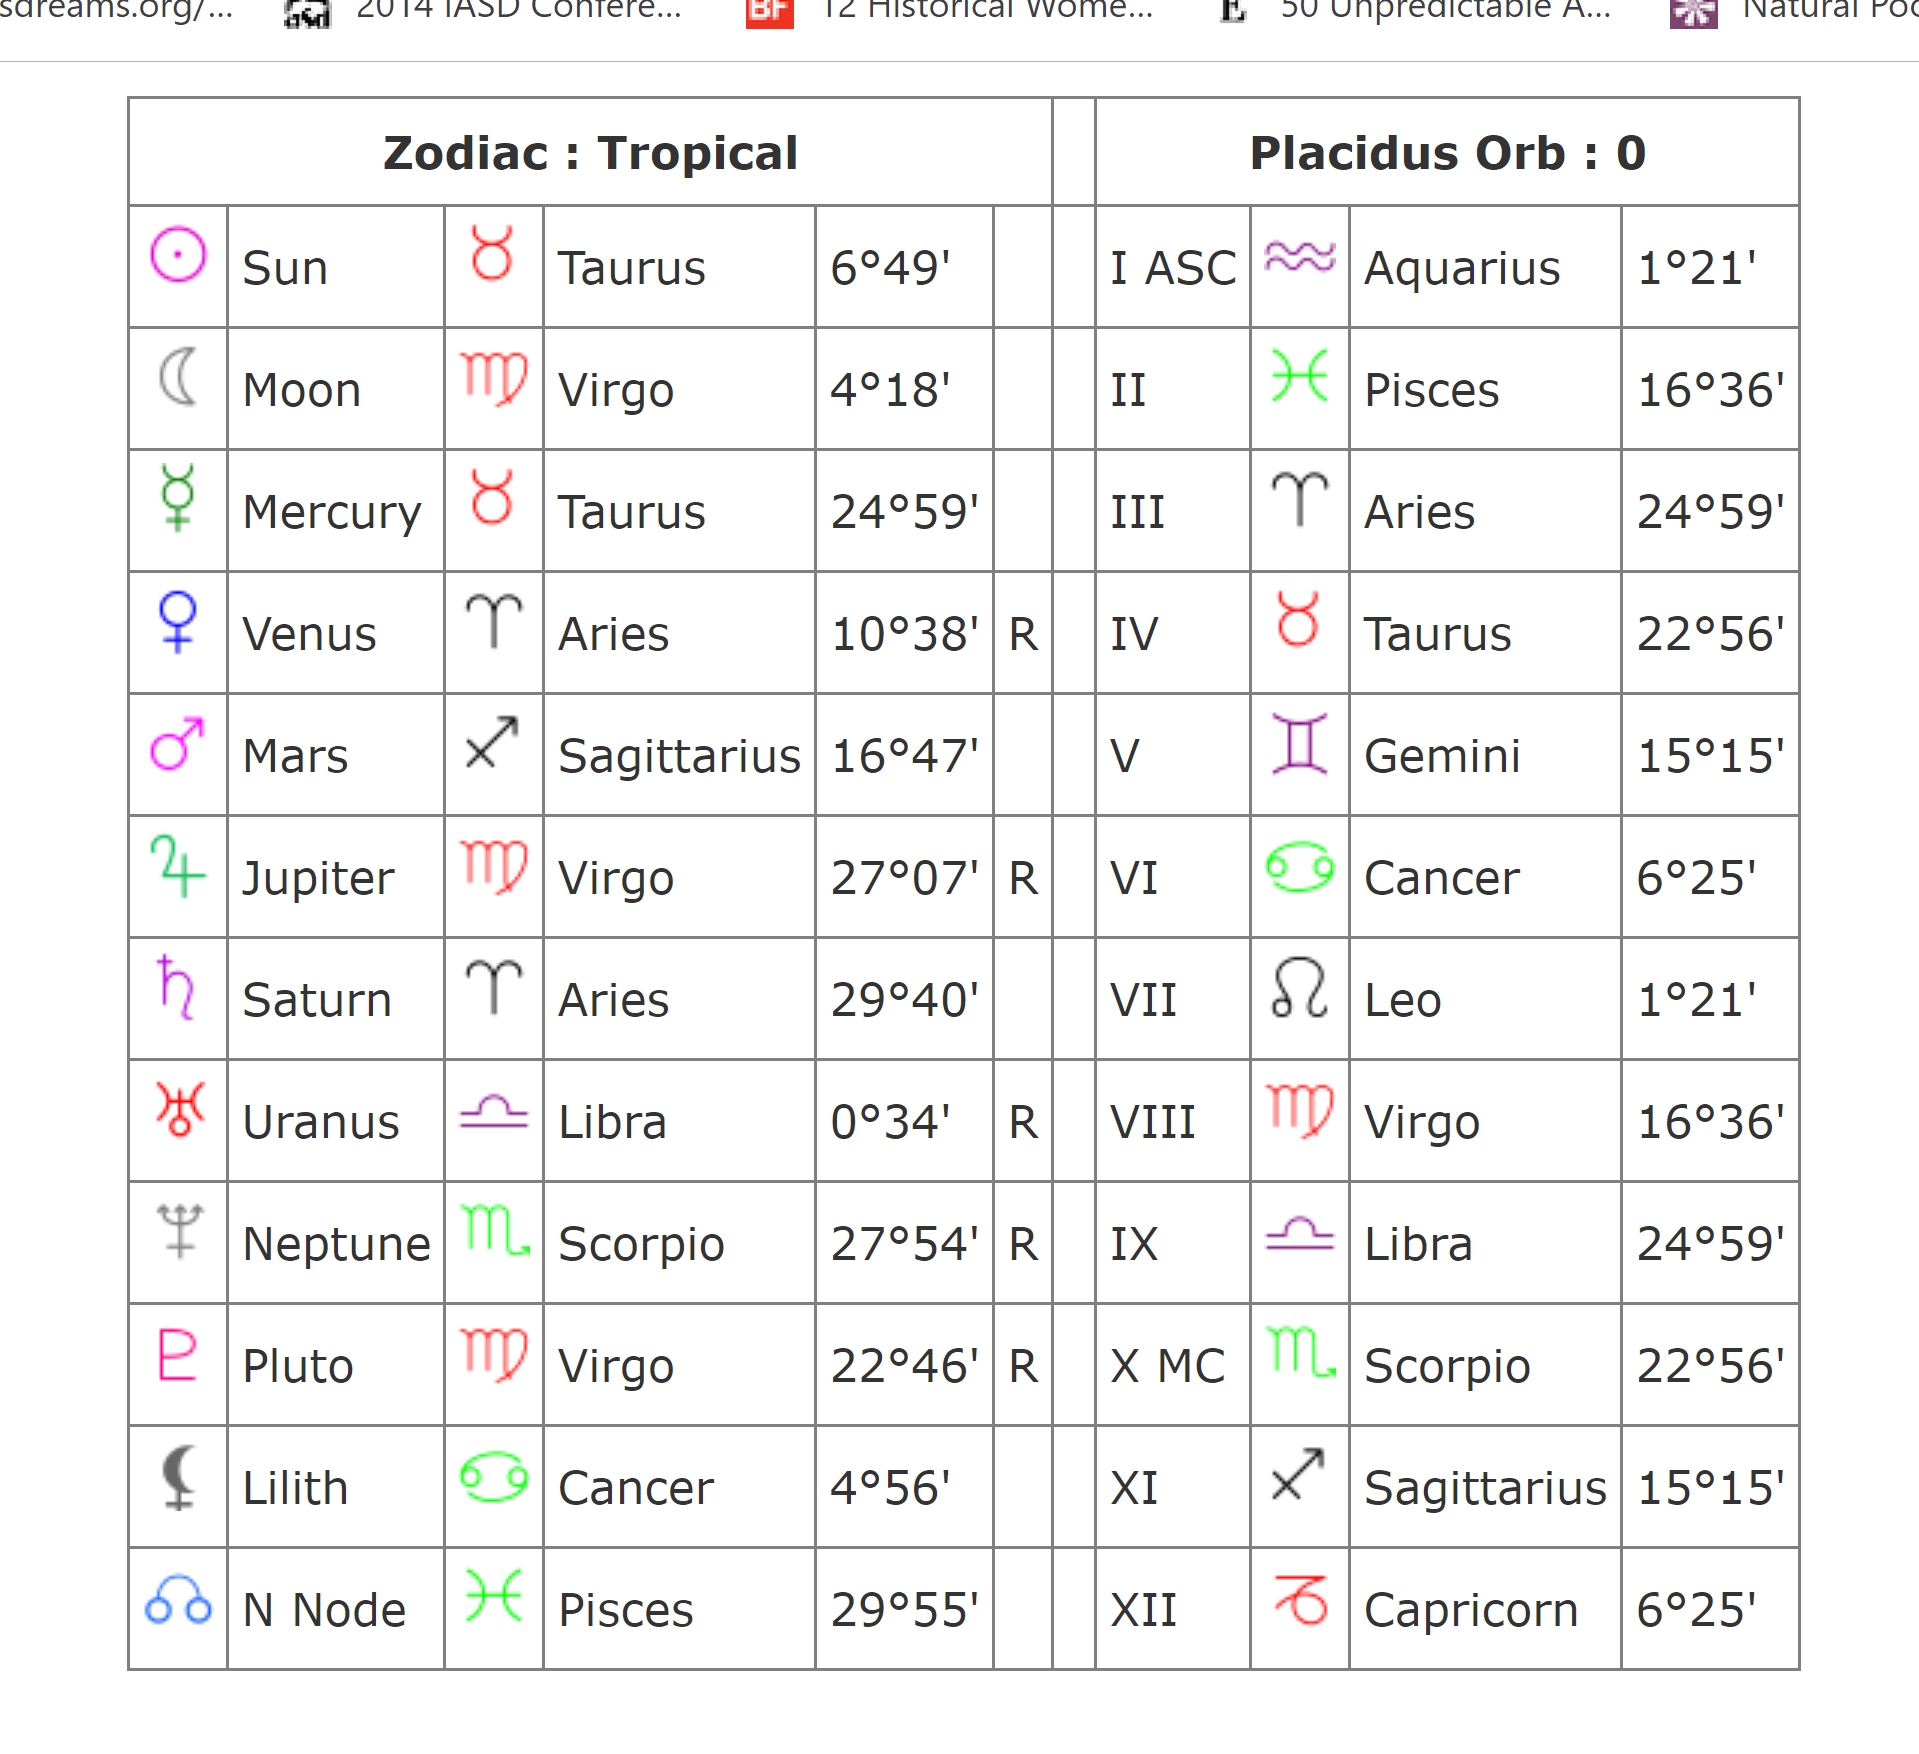 sdreams.org/... 2014 IASD Confere... BF 12 Historical Wome... E 50 Unpredictable A... Natural Poo
Zodiac : Tropical Placidus Orb : 0
Sun Taurus 6°49' I ASC Aquarius 1°21'
Moon Virgo 4°18' II Pisces 16°36'
Mercury Taurus 24°59' III Aries 24°59'
Venus Aries 10°38' R IV Taurus 22°56'
Mars Sagittarius 16°47' V Gemini 15°15'
Jupiter Virgo 27°07' R VI Cancer 6°25'
Saturn Aries 29°40' VII Leo 1°21'
Uranus Libra 0°34' R VIII Virgo 16°36'
Neptune Scorpio 27°54' R IX Libra 24°59'
Pluto Virgo 22°46' R X MC Scorpio 22°56'
Lilith Cancer 4°56' XI Sagittarius 15°15'
N Node Pisces 29°55' XII Capricorn 6°25'